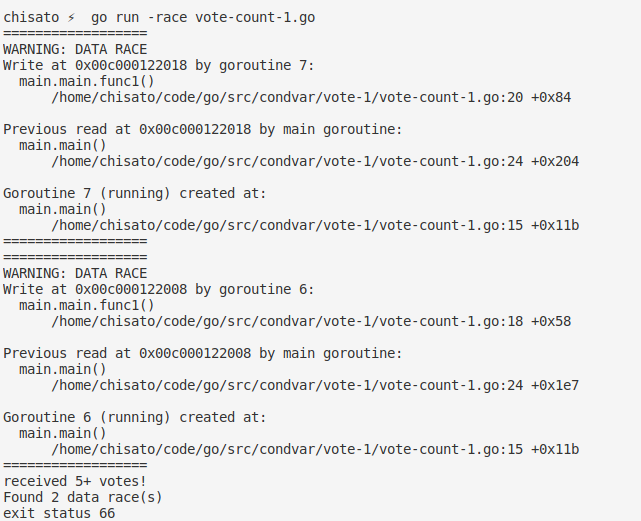 chisato ⚡ go run -race vote-count-1.go
==================
WARNING: DATA RACE
Write at 0x00c000122018 by goroutine 7:
  main.main.func1()
      /home/chisato/code/go/src/condvar/vote-1/vote-count-1.go:20 +0x84

Previous read at 0x00c000122018 by main goroutine:
  main.main()
      /home/chisato/code/go/src/condvar/vote-1/vote-count-1.go:24 +0x204

Goroutine 7 (running) created at:
  main.main()
      /home/chisato/code/go/src/condvar/vote-1/vote-count-1.go:15 +0x11b
==================
==================
WARNING: DATA RACE
Write at 0x00c000122008 by goroutine 6:
  main.main.func1()
      /home/chisato/code/go/src/condvar/vote-1/vote-count-1.go:18 +0x58

Previous read at 0x00c000122008 by main goroutine:
  main.main()
      /home/chisato/code/go/src/condvar/vote-1/vote-count-1.go:24 +0x1e7

Goroutine 6 (running) created at:
  main.main()
      /home/chisato/code/go/src/condvar/vote-1/vote-count-1.go:15 +0x11b
==================
received 5+ votes!
Found 2 data race(s)
exit status 66